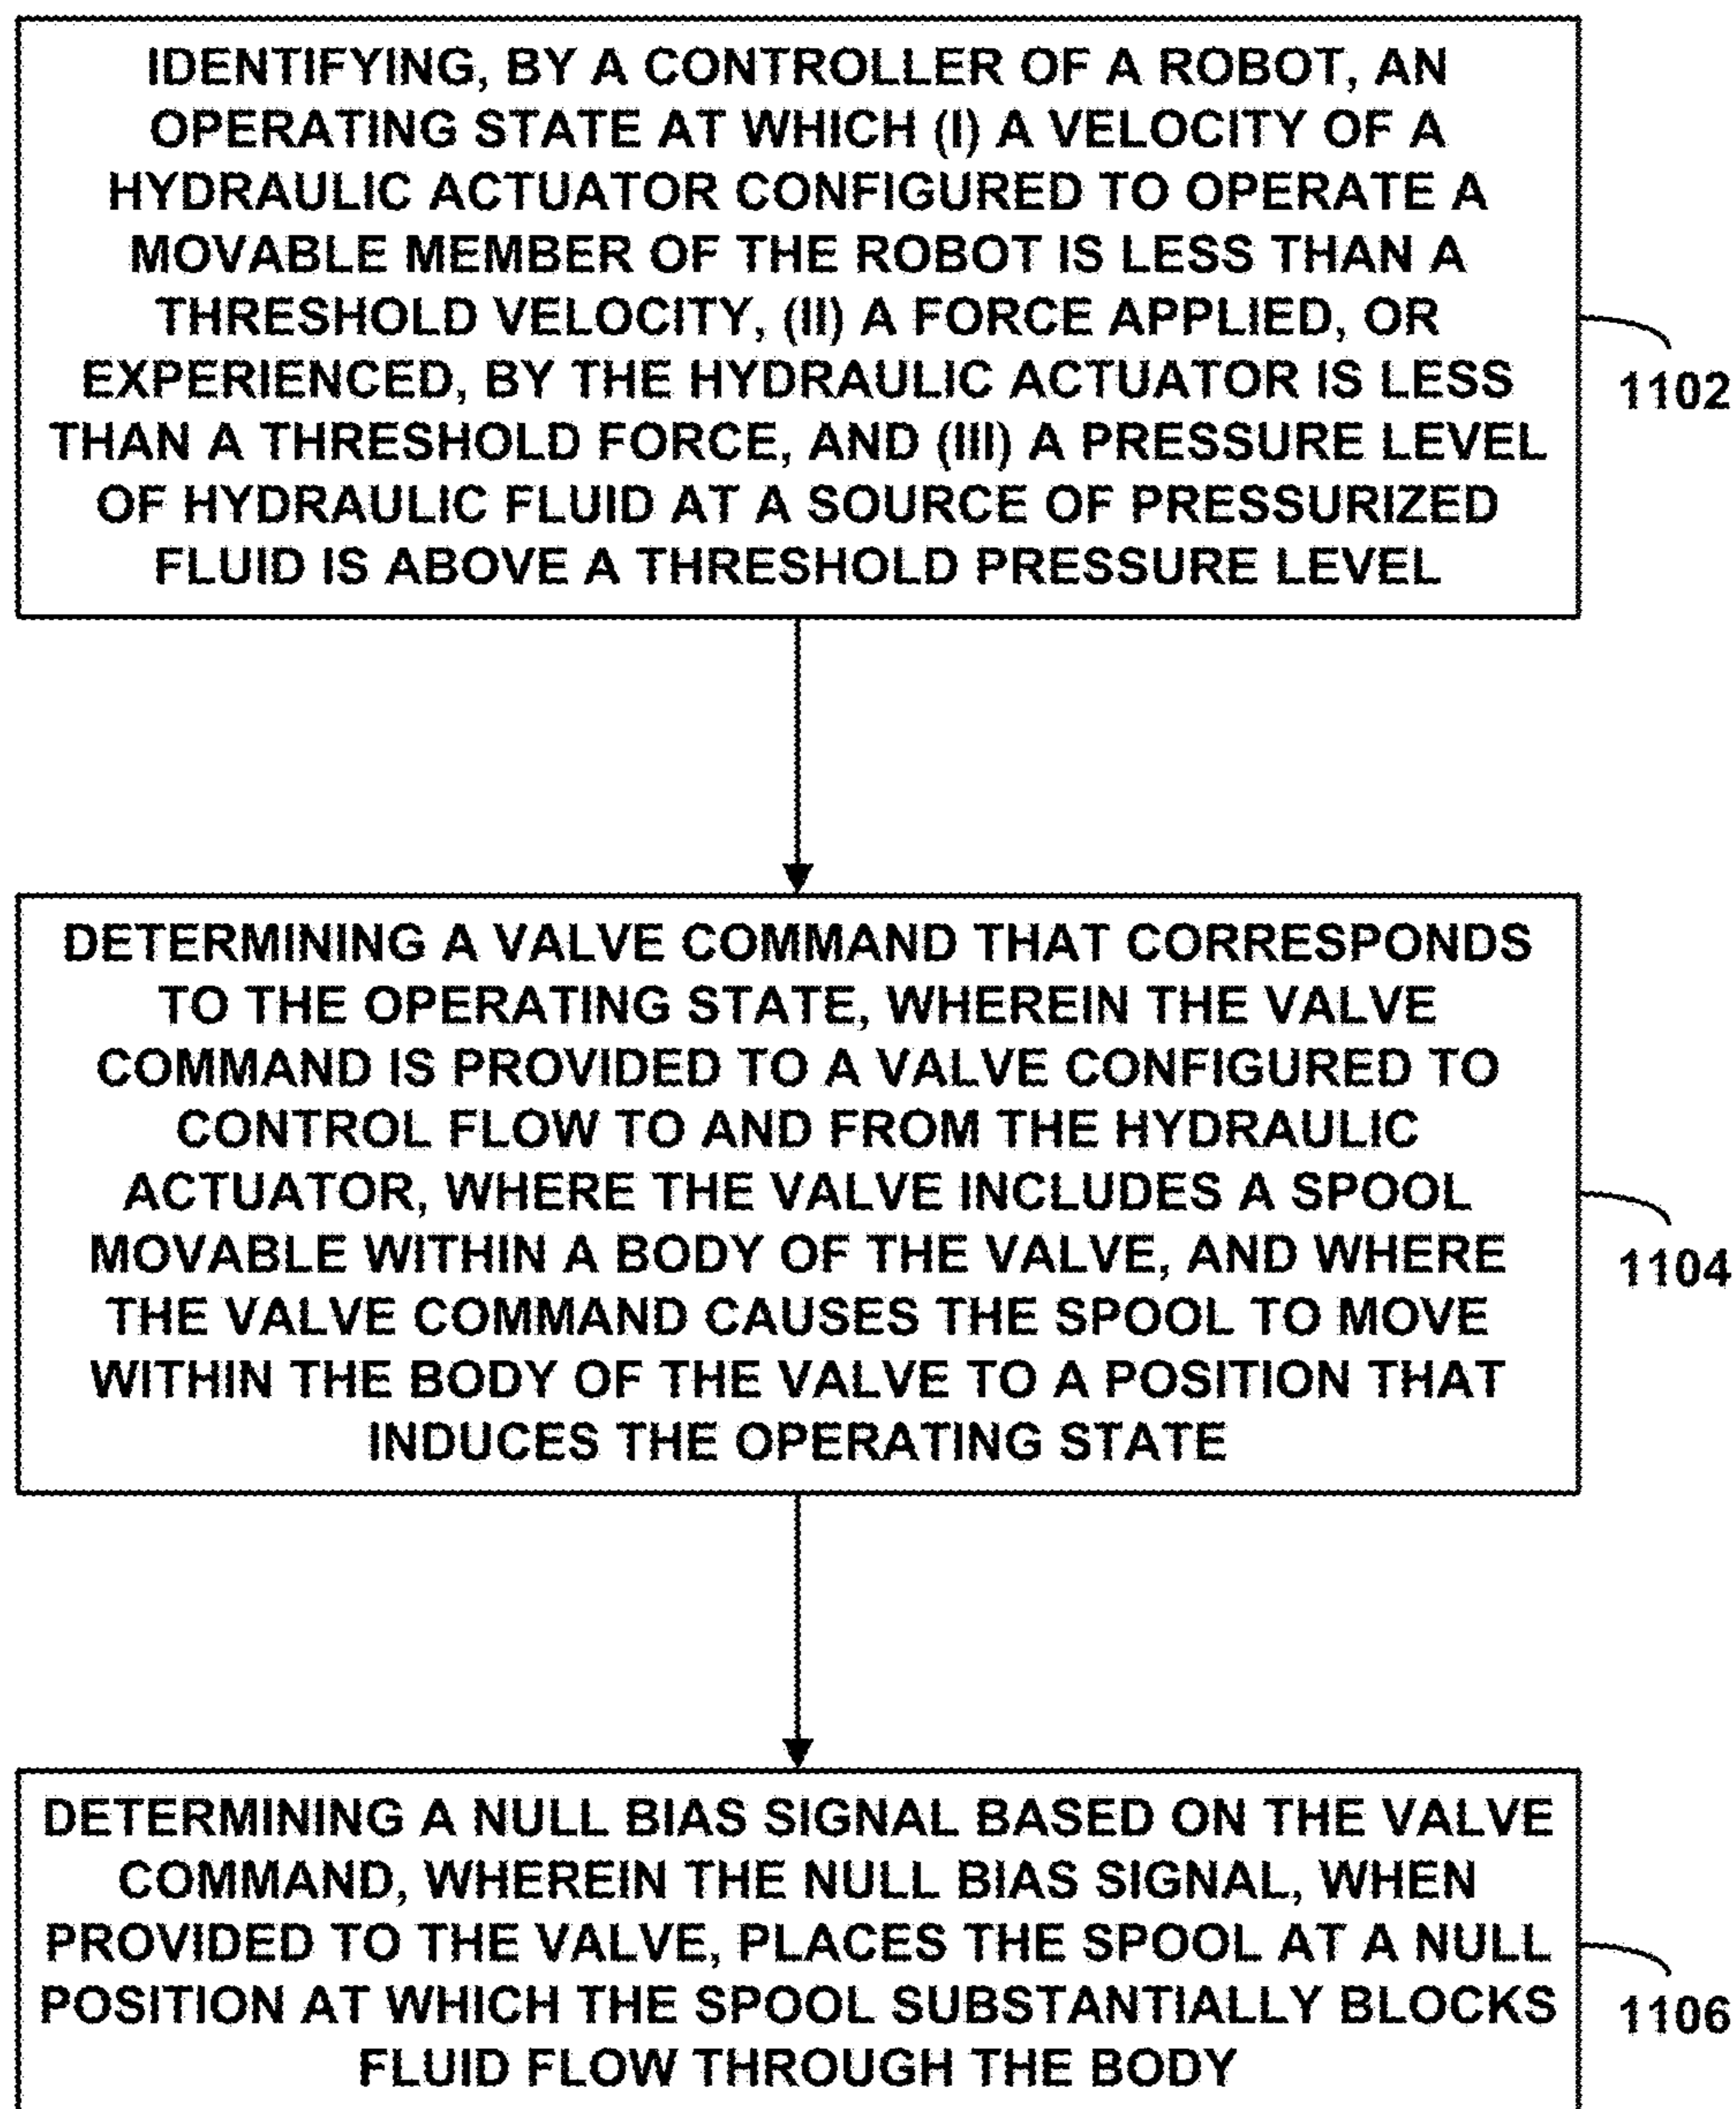 IDENTIFYING, BY A CONTROLLER OF A ROBOT, AN
OPERATING STATE AT WHICH (I) A VELOCITY OF A
HYDRAULIC ACTUATOR CONFIGURED TO OPERATE A
MOVABLE MEMBER OF THE ROBOT IS LESS THAN A
THRESHOLD VELOCITY, (II) A FORCE APPLIED, OR
EXPERIENCED, BY THE HYDRAULIC ACTUATOR IS LESS
THAN A THRESHOLD FORCE, AND (III) A PRESSURE LEVEL
OF HYDRAULIC FLUID AT A SOURCE OF PRESSURIZED
FLUID IS ABOVE A THRESHOLD PRESSURE LEVEL
1102
DETERMINING A VALVE COMMAND THAT CORRESPONDS
TO THE OPERATING STATE, WHEREIN THE VALVE
COMMAND IS PROVIDED TO A VALVE CONFIGURED TO
CONTROL FLOW TO AND FROM THE HYDRAULIC
ACTUATOR, WHERE THE VALVE INCLUDES A SPOOL
MOVABLE WITHIN A BODY OF THE VALVE, AND WHERE
THE VALVE COMMAND CAUSES THE SPOOL TO MOVE
WITHIN THE BODY OF THE VALVE TO A POSITION THAT
INDUCES THE OPERATING STATE
1104
DETERMINING A NULL BIAS SIGNAL BASED ON THE VALVE
COMMAND, WHEREIN THE NULL BIAS SIGNAL, WHEN
PROVIDED TO THE VALVE, PLACES THE SPOOL AT A NULL
POSITION AT WHICH THE SPOOL SUBSTANTIALLY BLOCKS
FLUID FLOW THROUGH THE BODY
1106